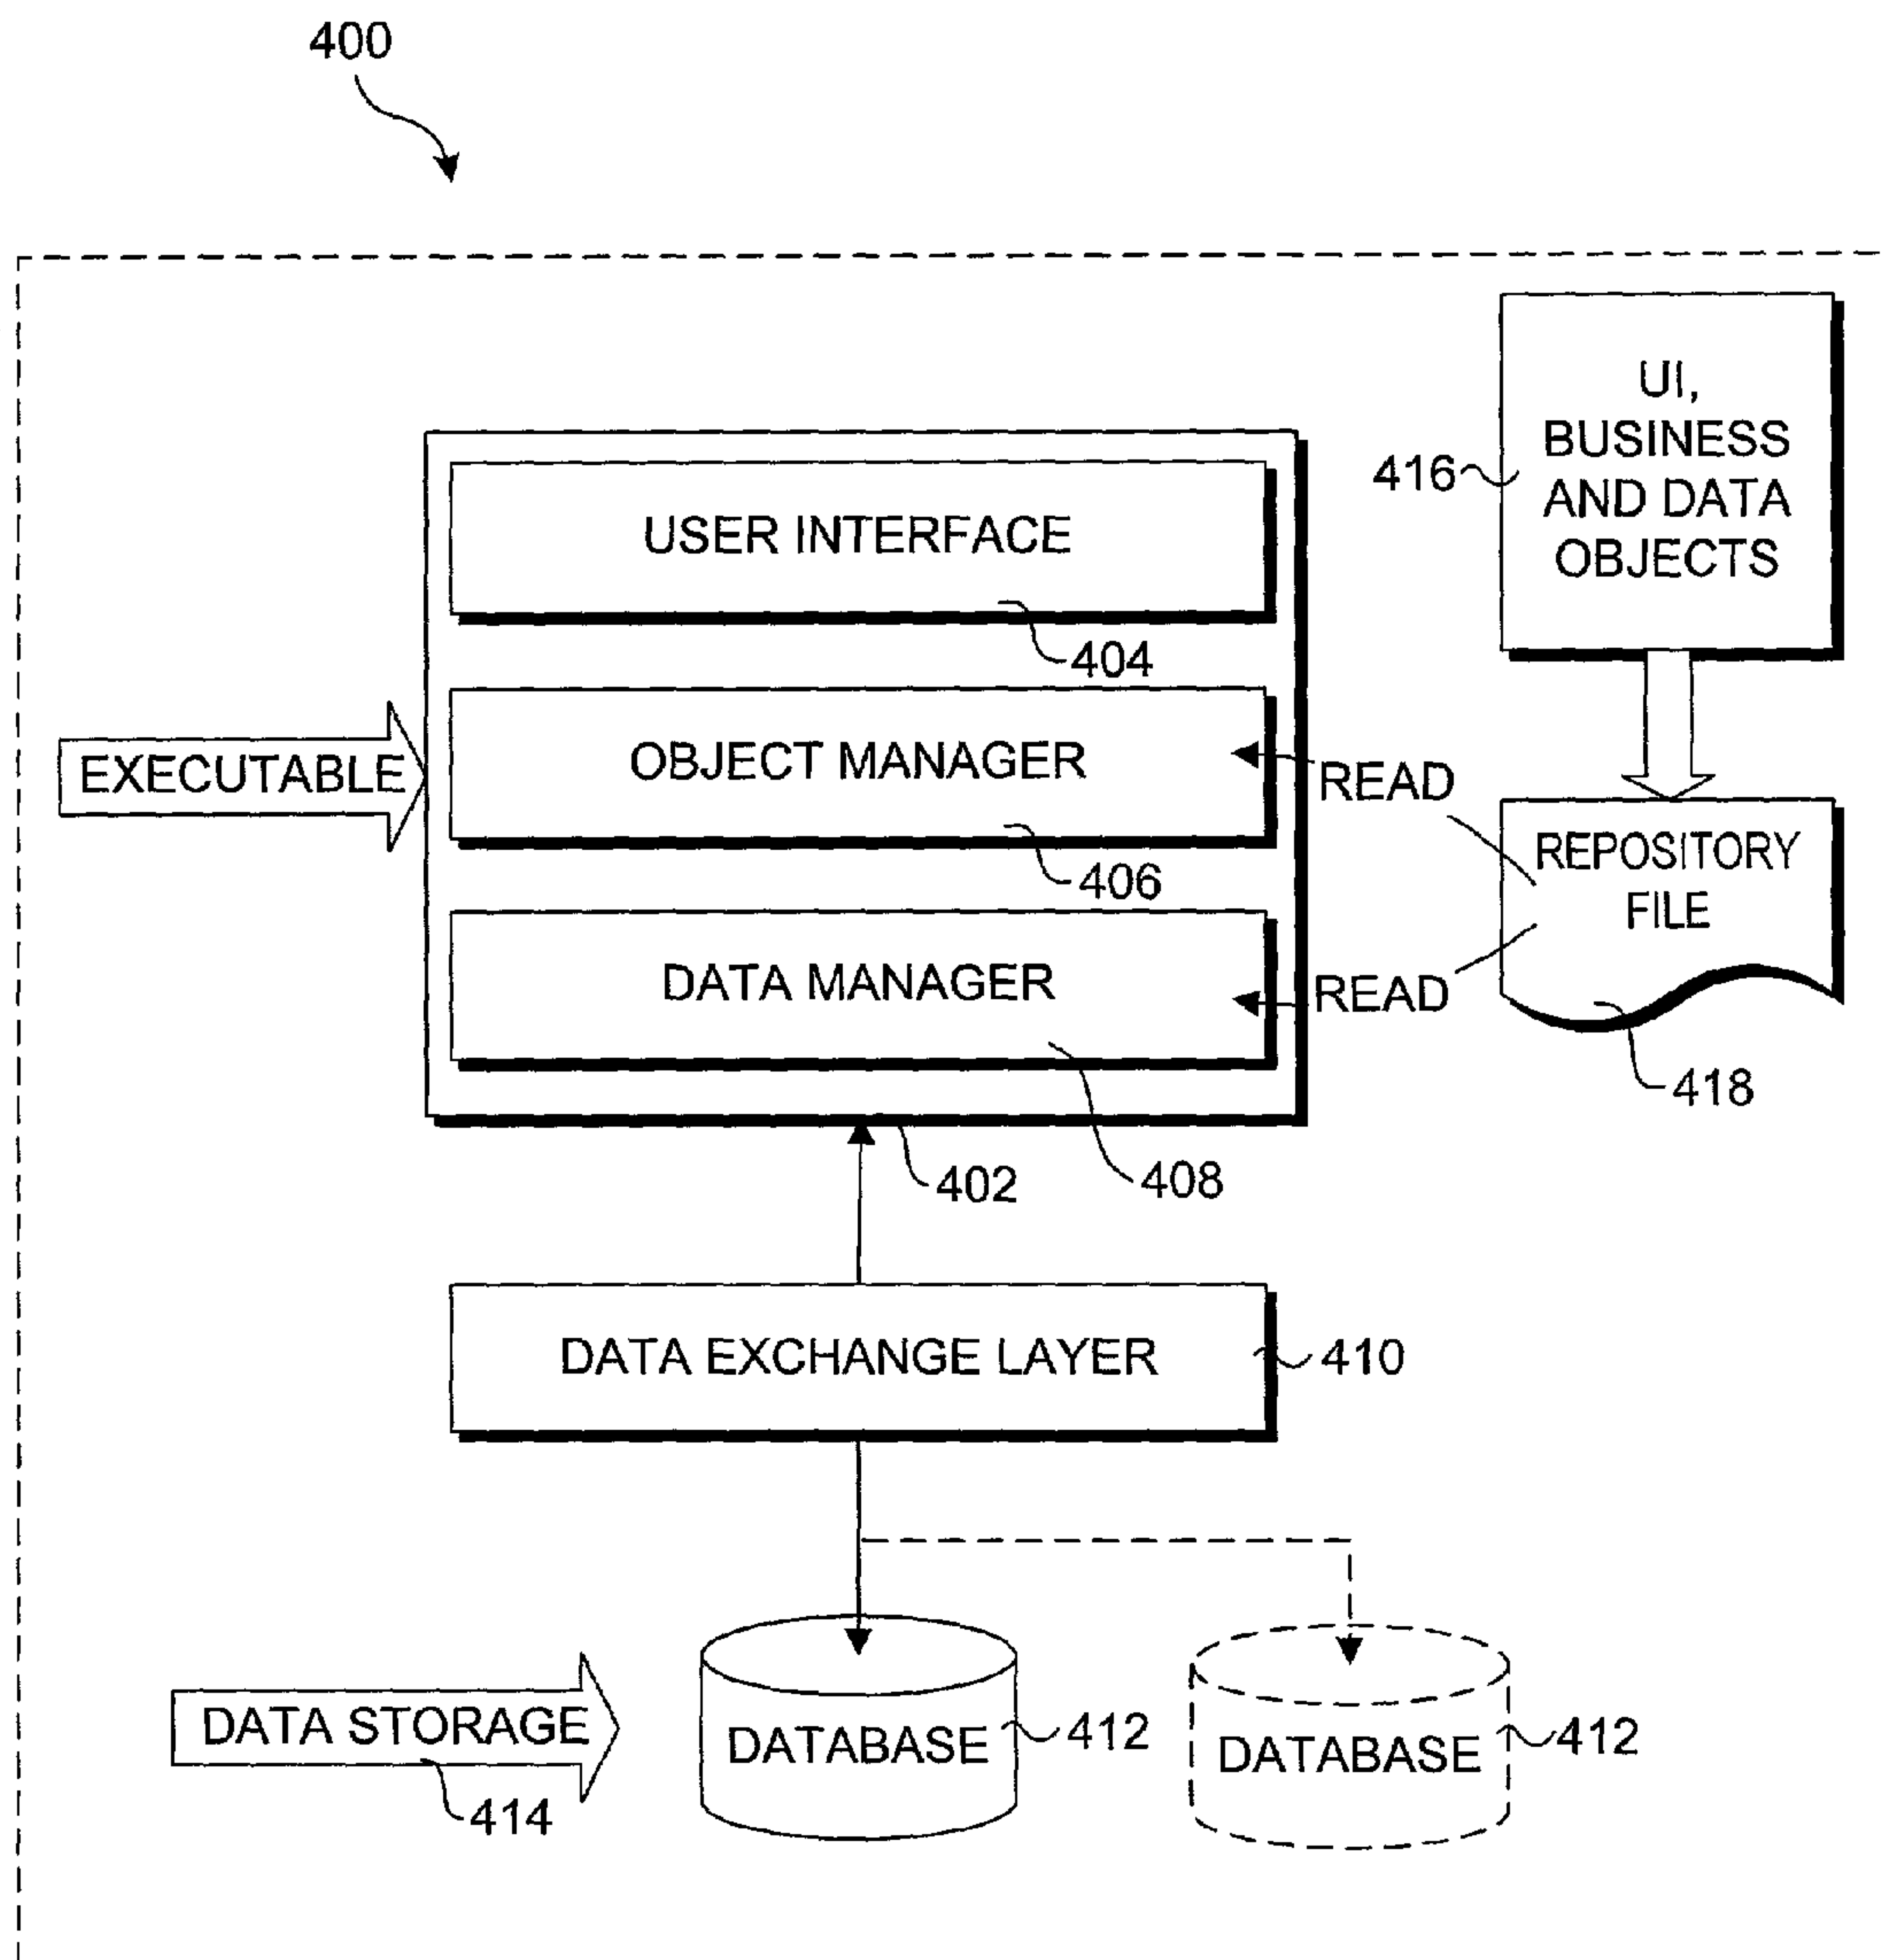 400
UI,
BUSINESS
AND DATA
OBJECTS
416
USER INTERFACE
404
EXECUTABLE
OBJECT MANAGER
READ
406
REPOSITORY
FILE
DATA MANAGER
READ
418
402
408
DATA EXCHANGE LAYER
410
DATA STORAGE
414
DATABASE
412
DATABASE
412